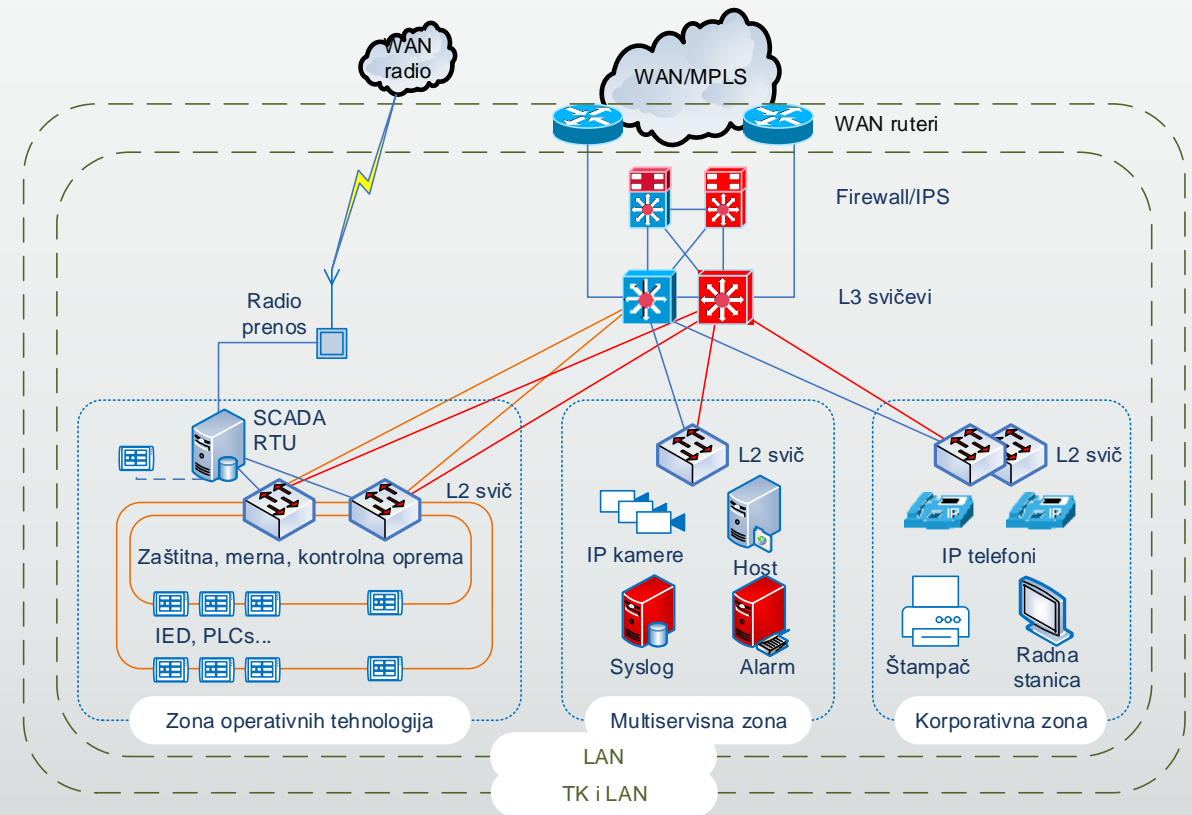 WAN
radio
WAN/MPLS
WAN ruteri
Firewall/IPS
Radio
prenos
L3 svičevi
SCADA
RTU
L2 svič
Zaštitna, merna, kontrolna oprema
IED, PLCs...
Zona operativnih tehnologija
L2 svič
IP kamere
Host
Syslog
Alarm
Multiservisna zona
L2 svič
IP
IP
IP telefoni
Štampač
Radna
stanica
Korporativna zona
LAN
TK i LAN